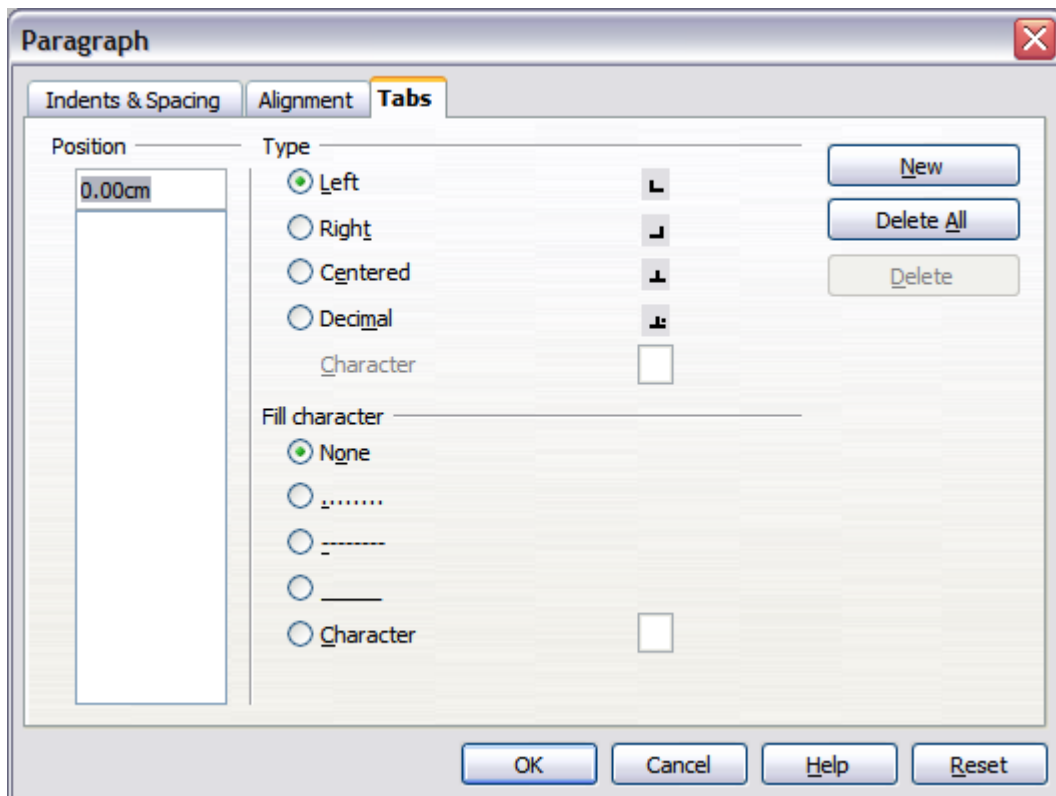 Paragraph
Indents & Spacing Alignment Tabs
Position Type
0.00cm
Left
Right
Centered
Decimal
Character
Fill character
None
........
--------
_____
Character
New
Delete All
Delete
OK Cancel Help Reset